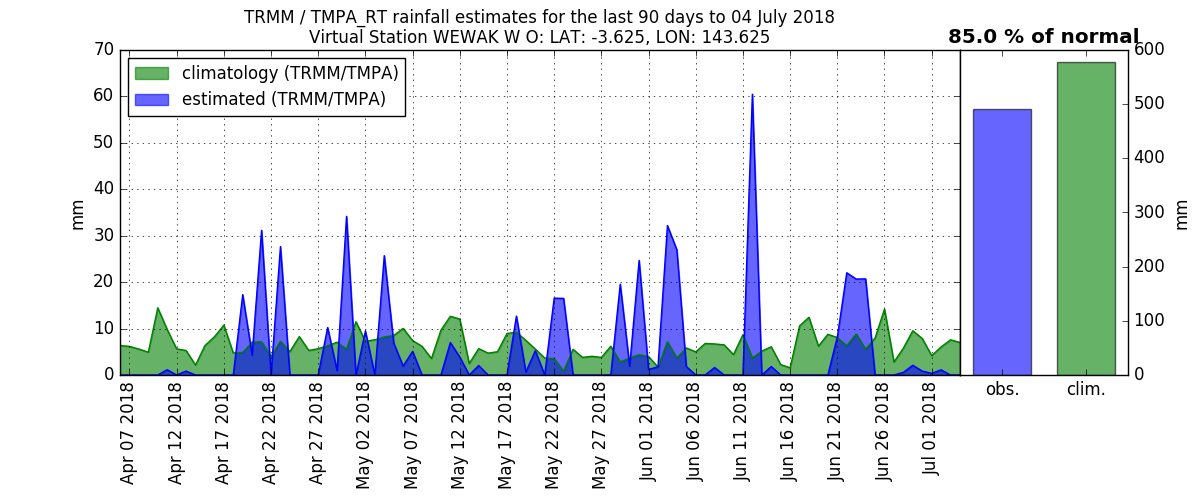 TRMM / TMPA_RT rainfall estimates for the last 90 days to 04 July 2018
Virtual Station WEWAK W O: LAT: -3.625, LON: 143.625
85.0 % of normal
climatology (TRMM/TMPA)
estimated (TRMM/TMPA)
70
60
50
40
30
20
10
0
mm
Apr 07 2018
Apr 12 2018
Apr 17 2018
Apr 22 2018
Apr 27 2018
May 02 2018
May 07 2018
May 12 2018
May 17 2018
May 22 2018
May 27 2018
Jun 01 2018
Jun 06 2018
Jun 11 2018
Jun 16 2018
Jun 21 2018
Jun 26 2018
Jul 01 2018
obs.
clim.
600
500
400
300
200
100
0
mm